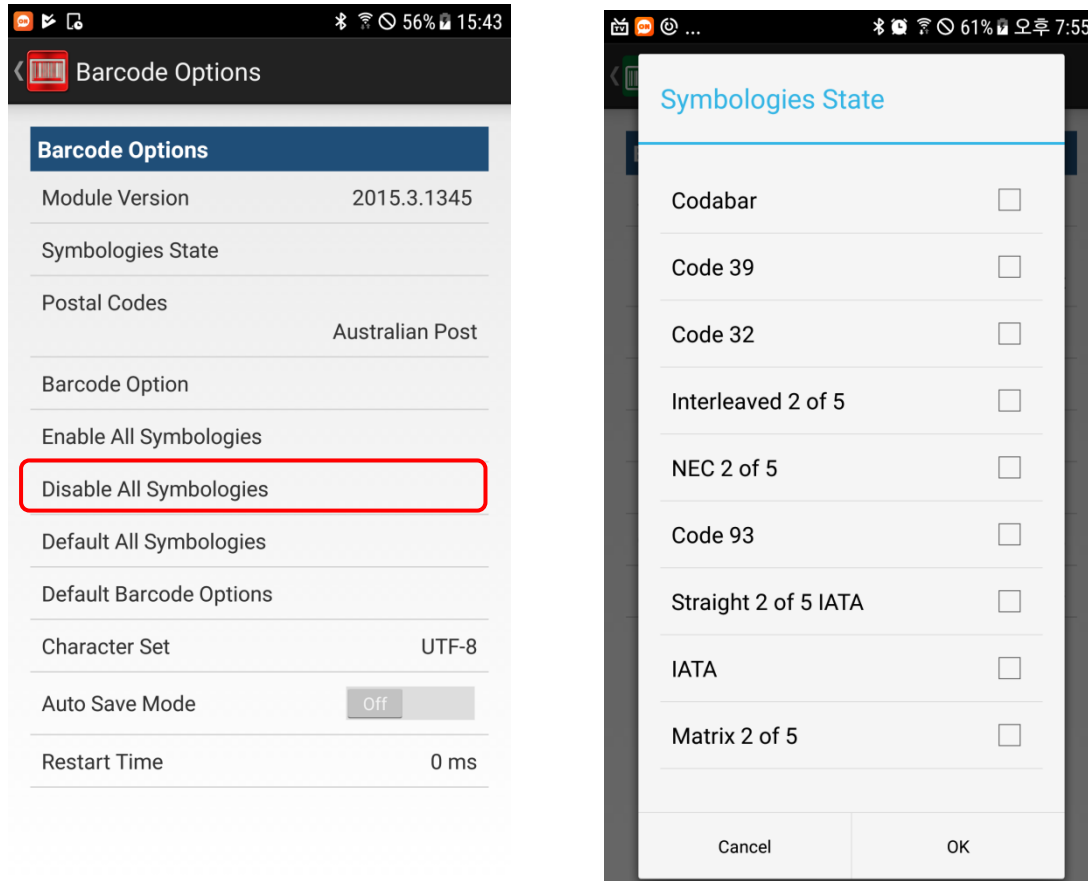 56% 15:43
Barcode Options
Barcode Options
Module Version 2015.3.1345
Symbologies State
Postal Codes
Australian Post
Barcode Option
Enable All Symbologies
Disable All Symbologies
Default All Symbologies
Default Barcode Options
Character Set UTF-8
Auto Save Mode Off
Restart Time 0 ms
... 61% 오후 7:55
Symbologies State
Codabar
Code 39
Code 32
Interleaved 2 of 5
NEC 2 of 5
Code 93
Straight 2 of 5 IATA
IATA
Matrix 2 of 5
Cancel OK